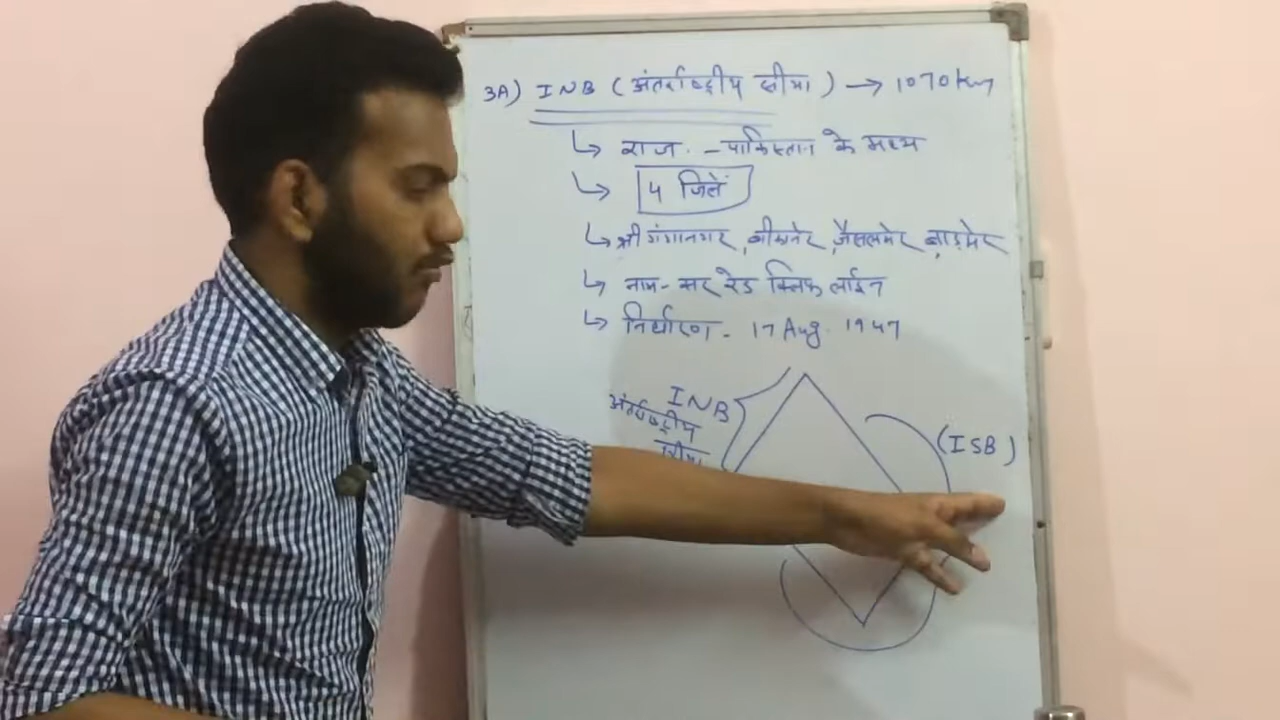 3A) INB (अंतर्राष्ट्रीय सीमा) → 1070 km
↳ राज. - पाकिस्तान के मध्य
↳ 4 जिलें
↳ श्री गंगानगर, बीकानेर, जैसलमेर, बाड़मेर
↳ नाम - सर रेड क्लिफ लाईन
↳ निर्धारण - 17 Aug. 1947
INB
अंतर्राष्ट्रीय
सीमा
(ISB)